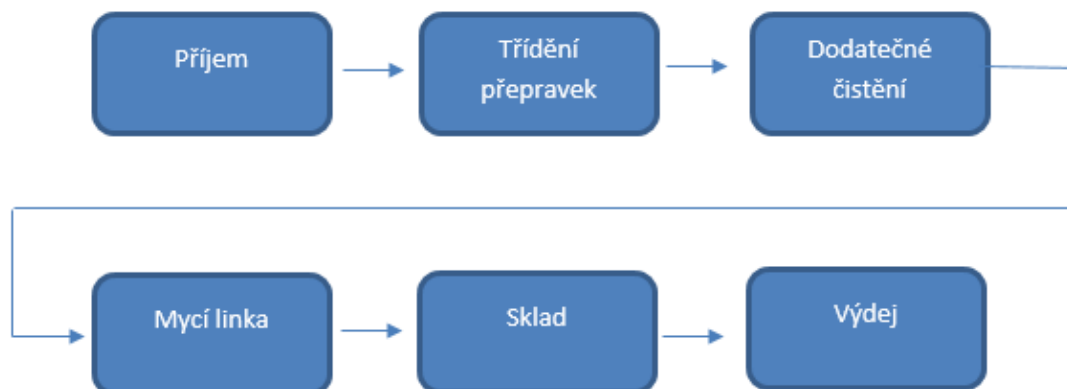 Příjem
Třídění
přepravek
Dodatečné
čistění
Mycí linka
Sklad
Výdej